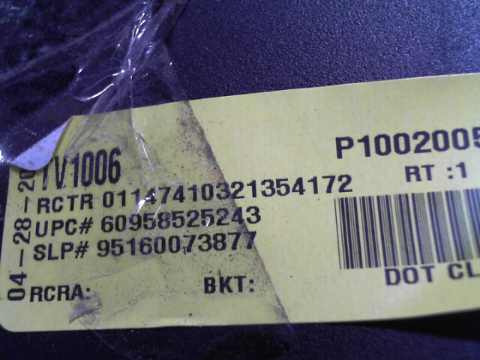 TV1006
P1002005
RT :1
RCTR 01147410321354172
UPC# 60958525243
SLP# 95160073877
RCRA:
BKT:
DOT CL
04-28-20